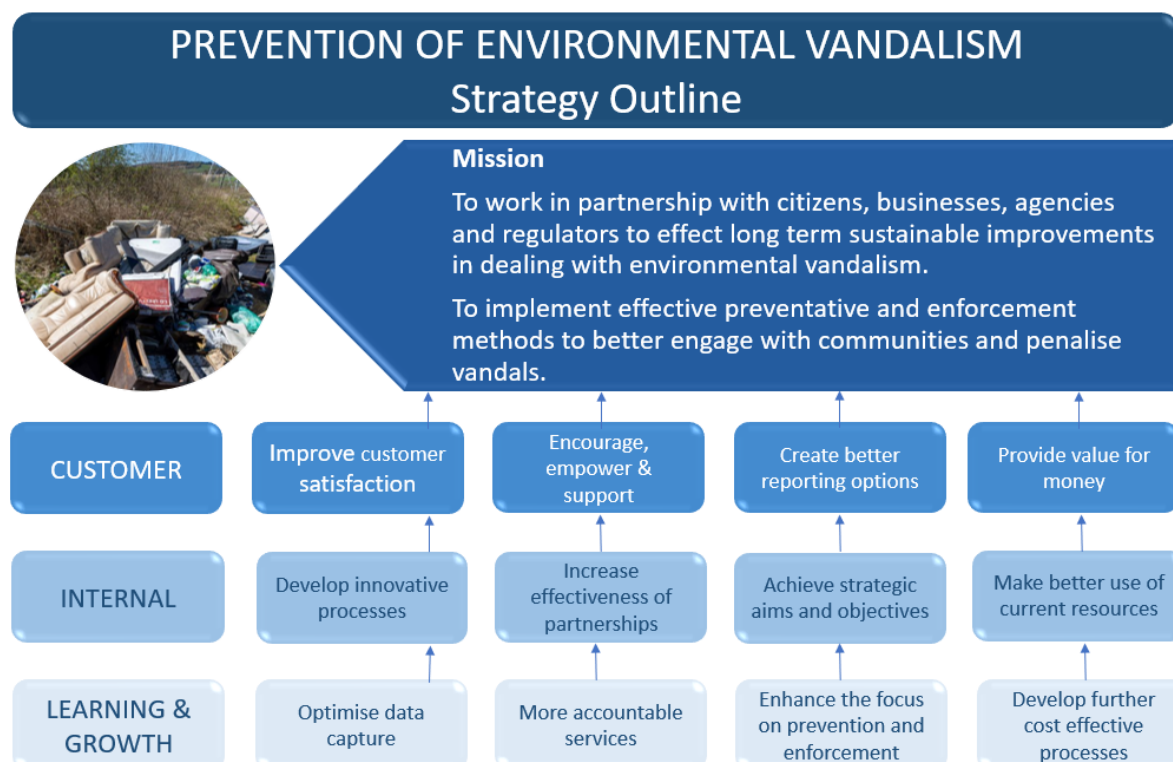 PREVENTION OF ENVIRONMENTAL VANDALISM
Strategy Outline
Mission
To work in partnership with citizens, businesses, agencies
and regulators to effect long term sustainable improvements
in dealing with environmental vandalism.
To implement effective preventative and enforcement
methods to better engage with communities and penalise
vandals.
CUSTOMER
Improve customer
satisfaction
Encourage,
empower &
support
Create better
reporting options
Provide value for
money
INTERNAL
Develop innovative
processes
Increase
effectiveness of
partnerships
Achieve strategic
aims and objectives
Make better use of
current resources
LEARNING &
GROWTH
Optimise data
capture
More accountable
services
Enhance the focus
on prevention and
enforcement
Develop further
cost effective
processes